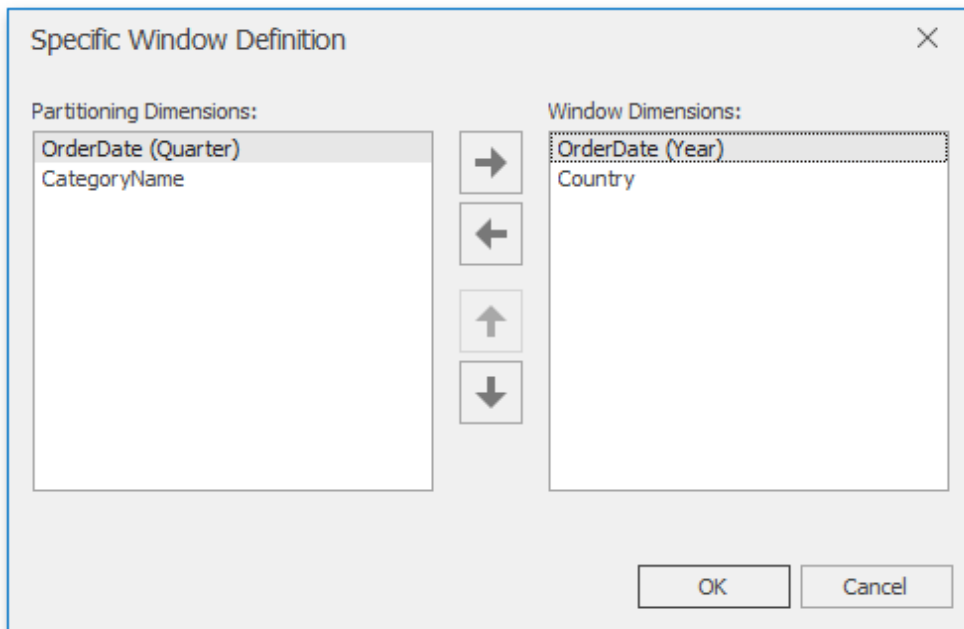 Specific Window Definition
Partitioning Dimensions:
OrderDate (Quarter)
CategoryName
Window Dimensions:
OrderDate (Year)
Country
OK
Cancel